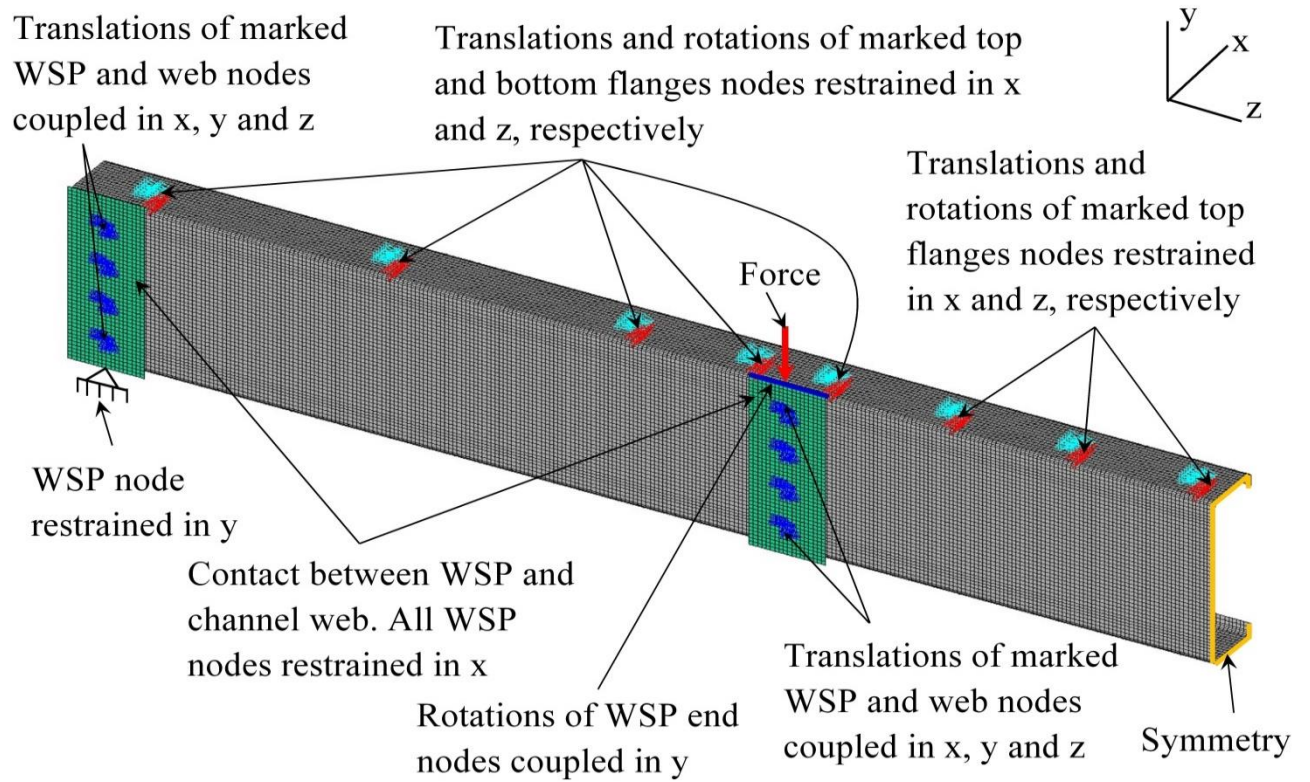 Translations of marked
WSP and web nodes
coupled in x, y and z
Translations and rotations of marked top
and bottom flanges nodes restrained in x
and z, respectively
y
x
z
Translations and
rotations of marked top
flanges nodes restrained
in x and z, respectively
Force
WSP node
restrained in y
Contact between WSP and
channel web. All WSP
nodes restrained in x
Rotations of WSP end
nodes coupled in y
Translations of marked
WSP and web nodes
coupled in x, y and z
Symmetry